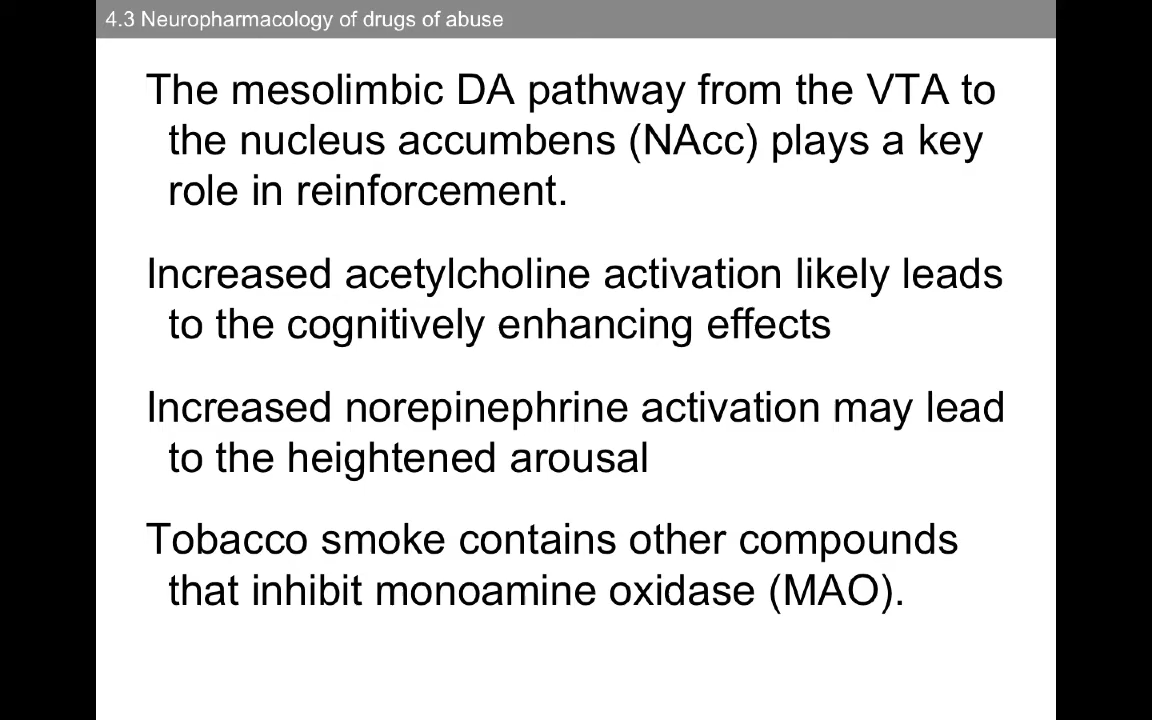 4.3 Neuropharmacology of drugs of abuse
The mesolimbic DA pathway from the VTA to
the nucleus accumbens (NAcc) plays a key
role in reinforcement.
Increased acetylcholine activation likely leads
to the cognitively enhancing effects
Increased norepinephrine activation may lead
to the heightened arousal
Tobacco smoke contains other compounds
that inhibit monoamine oxidase (MAO).